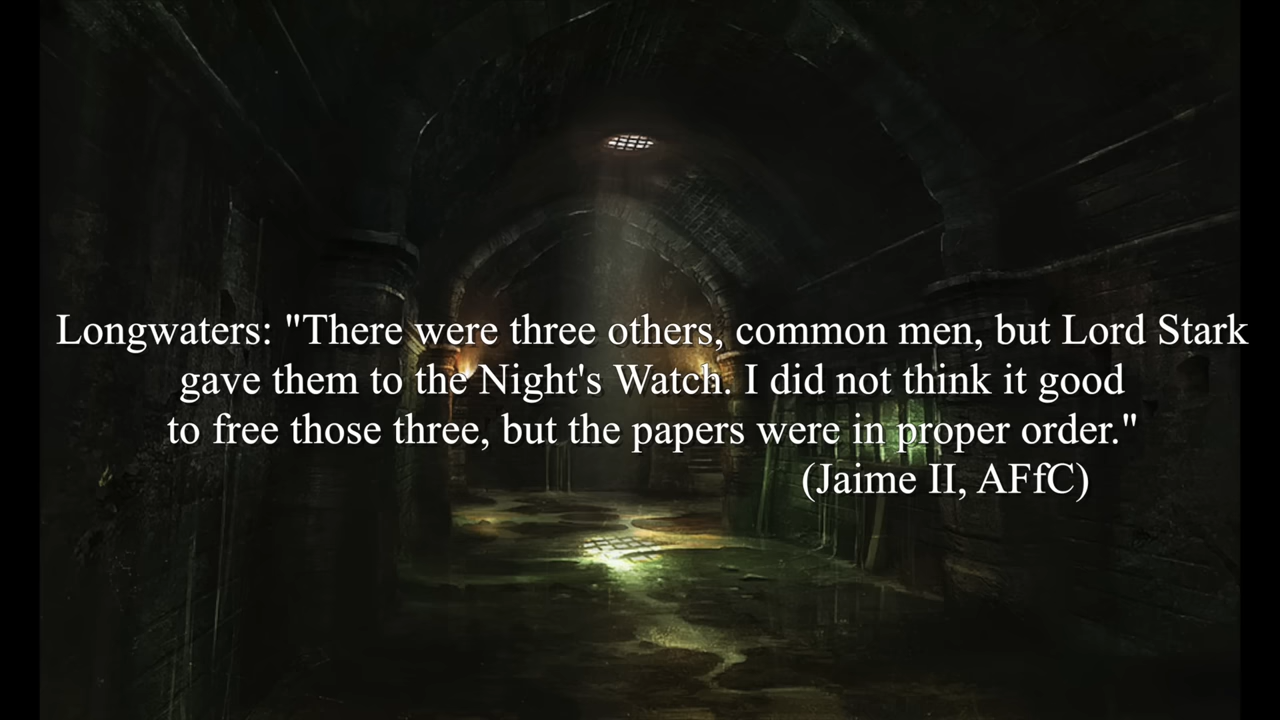 Longwaters: "There were three others, common men, but Lord Stark
gave them to the Night's Watch. I did not think it good
to free those three, but the papers were in proper order."
(Jaime II, AFfC)